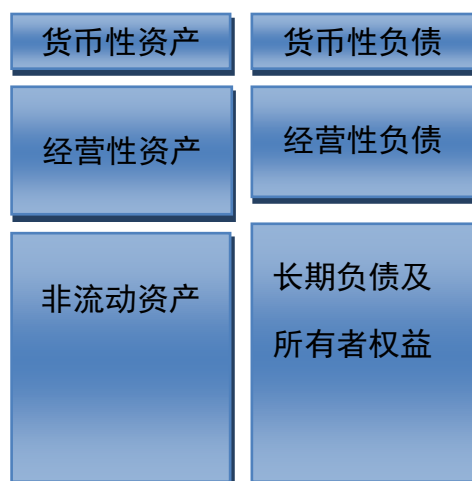 货币性资产
货币性负债
经营性资产
经营性负债
非流动资产
长期负债及
所有者权益